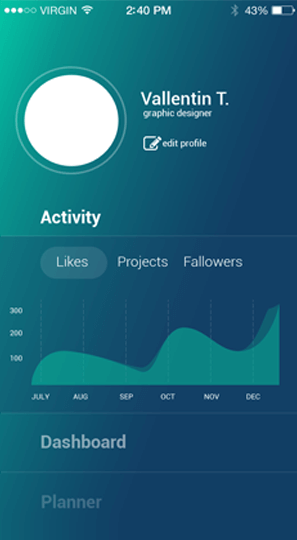 VIRGIN 2:40 PM 43%
Vallentin T.
graphic designer
edit profile
Activity
Likes Projects Fallowers
300
200
100
JULY AUG SEP OCT NOV DEC
Dashboard
Planner